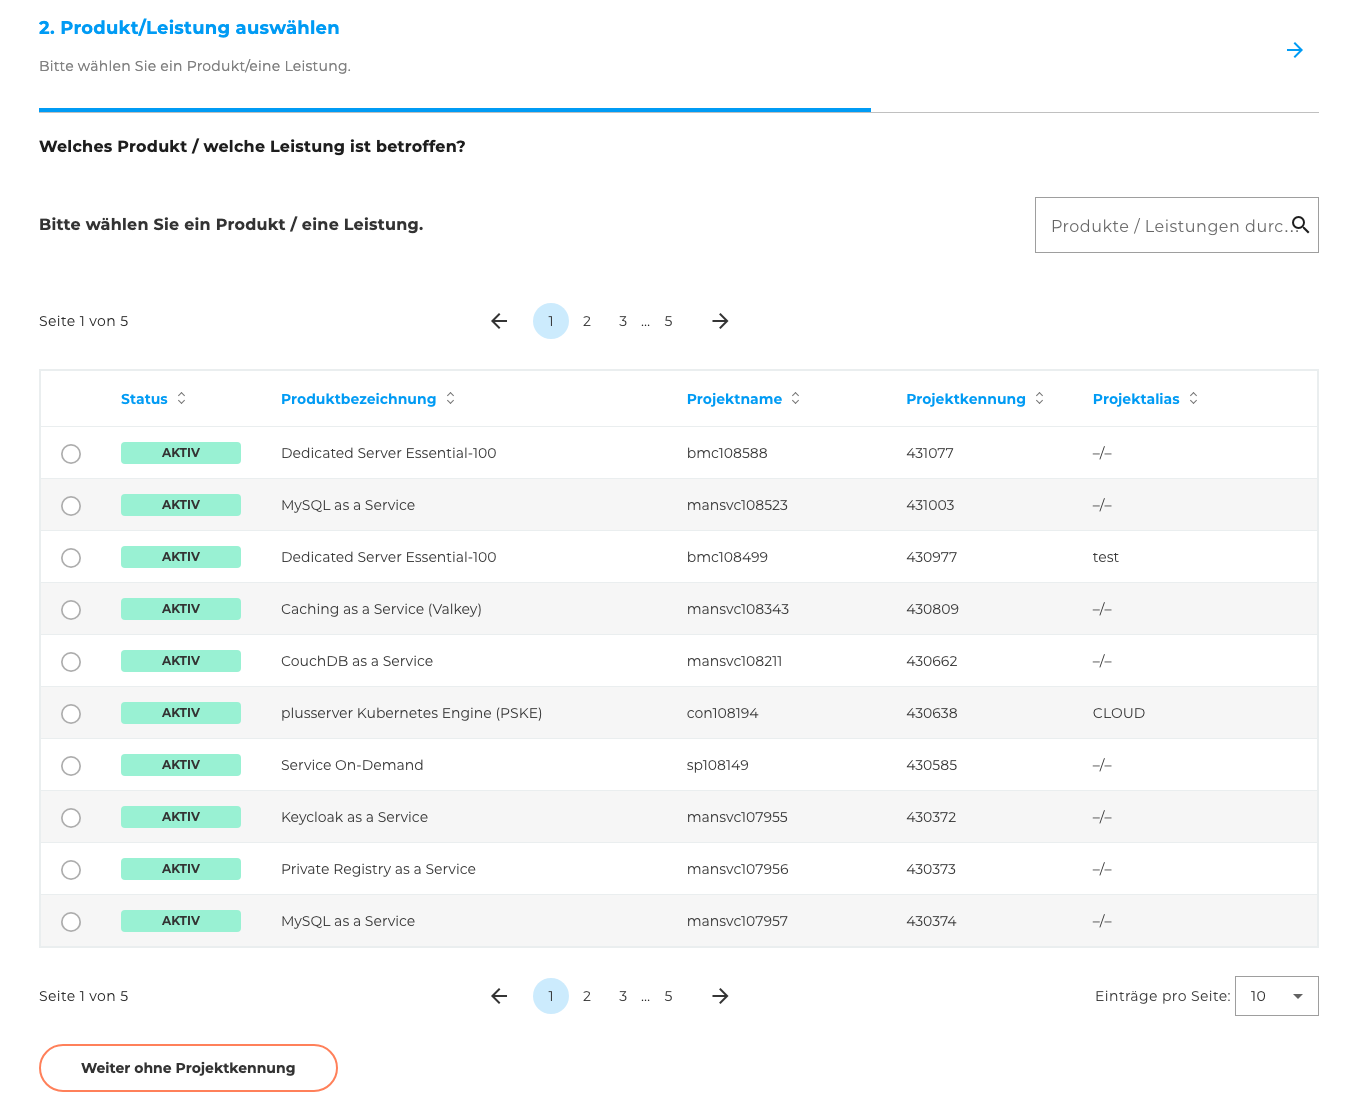 2. Produkt/Leistung auswählen
Bitte wählen Sie ein Produkt/eine Leistung.
Welches Produkt / welche Leistung ist betroffen?
Bitte wählen Sie ein Produkt / eine Leistung.
Produkte / Leistungen durc...
Seite 1 von 5
1 2 3 ... 5
Status Produktbezeichnung Projektname Projektkennung Projektalias
AKTIV Dedicated Server Essential-100 bmc108588 431077 –/–
AKTIV MySQL as a Service mansvc108523 431003 –/–
AKTIV Dedicated Server Essential-100 bmc108499 430977 test
AKTIV Caching as a Service (Valkey) mansvc108343 430809 –/–
AKTIV CouchDB as a Service mansvc108211 430662 –/–
AKTIV plusserver Kubernetes Engine (PSKE) con108194 430638 CLOUD
AKTIV Service On-Demand sp108149 430585 –/–
AKTIV Keycloak as a Service mansvc107955 430372 –/–
AKTIV Private Registry as a Service mansvc107956 430373 –/–
AKTIV MySQL as a Service mansvc107957 430374 –/–
Seite 1 von 5
1 2 3 ... 5
Einträge pro Seite: 10
Weiter ohne Projektkennung